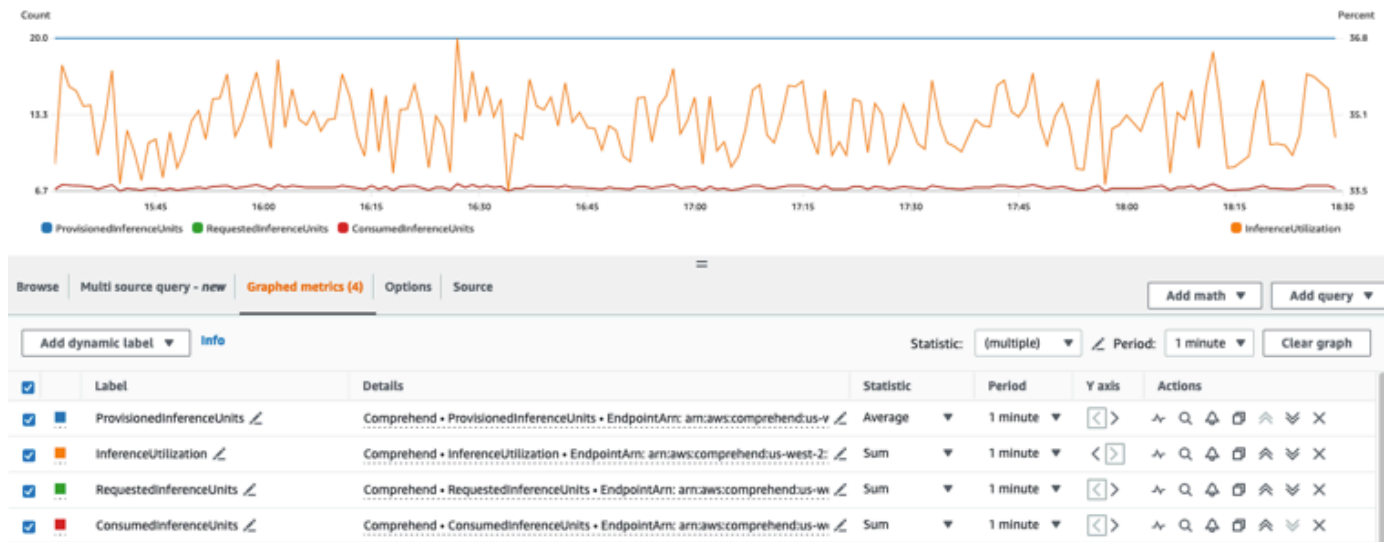 Count Percent
20.0 36.8
13.3 35.1
6.7 33.5
15:45 16:00 16:15 16:30 16:45 17:00 17:15 17:30 17:45 18:00 18:15 18:30
ProvisionedInferenceUnits RequestedInferenceUnits ConsumedInferenceUnits InferenceUtilization
Browse Multi source query - new Graphed metrics (4) Options Source
Add math Add query
Add dynamic label Info Statistic: (multiple) Period: 1 minute Clear graph
Label Details Statistic Period Y axis Actions
ProvisionedInferenceUnits Comprehend • ProvisionedInferenceUnits • EndpointArn: arn:aws:comprehend:us-w Average 1 minute
InferenceUtilization Comprehend • InferenceUtilization • EndpointArn: arn:aws:comprehend:us-west-2: Sum 1 minute
RequestedInferenceUnits Comprehend • RequestedInferenceUnits • EndpointArn: arn:aws:comprehend:us-we Sum 1 minute
ConsumedInferenceUnits Comprehend • ConsumedInferenceUnits • EndpointArn: arn:aws:comprehend:us-we Sum 1 minute